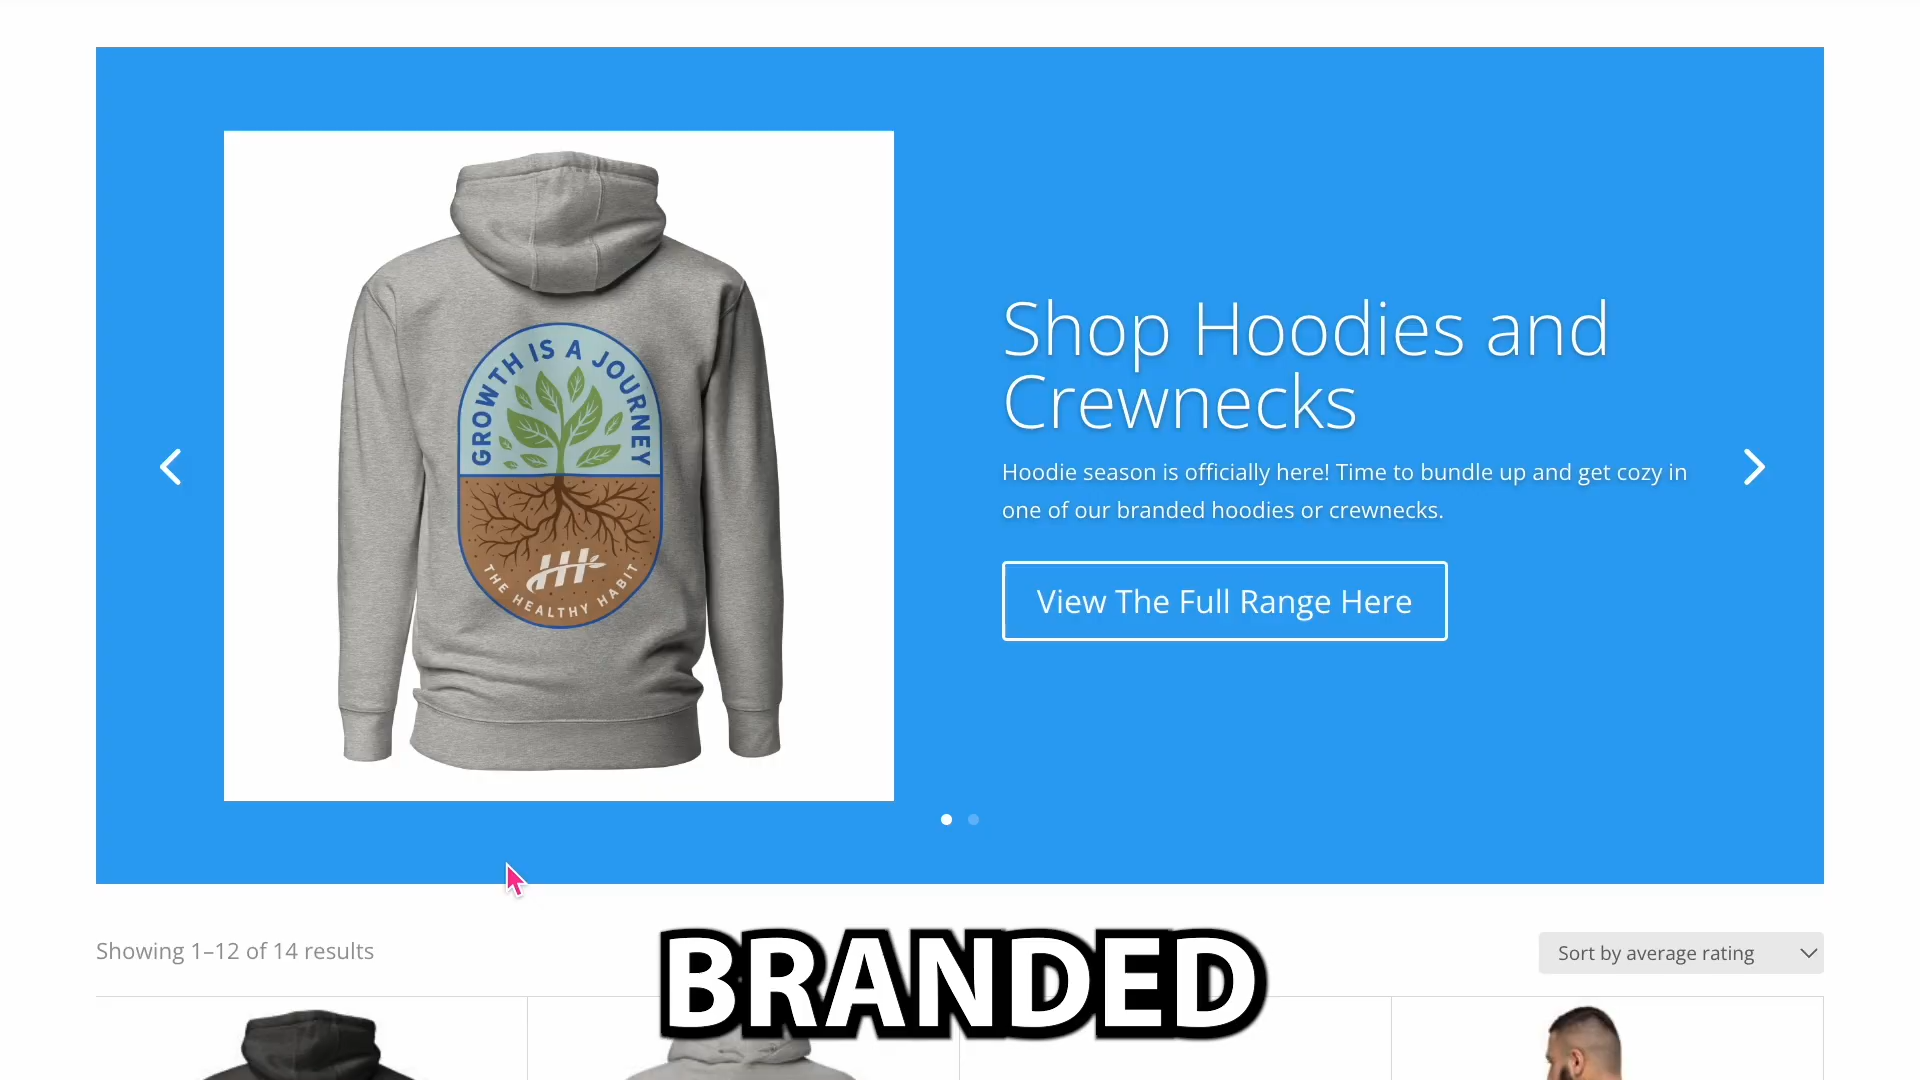 GROWTH IS A JOURNEY
THE HEALTHY HABIT
Shop Hoodies and
Crewnecks
Hoodie season is officially here! Time to bundle up and get cozy in
one of our branded hoodies or crewnecks.
View The Full Range Here
Showing 1–12 of 14 results
BRANDED
Sort by average rating